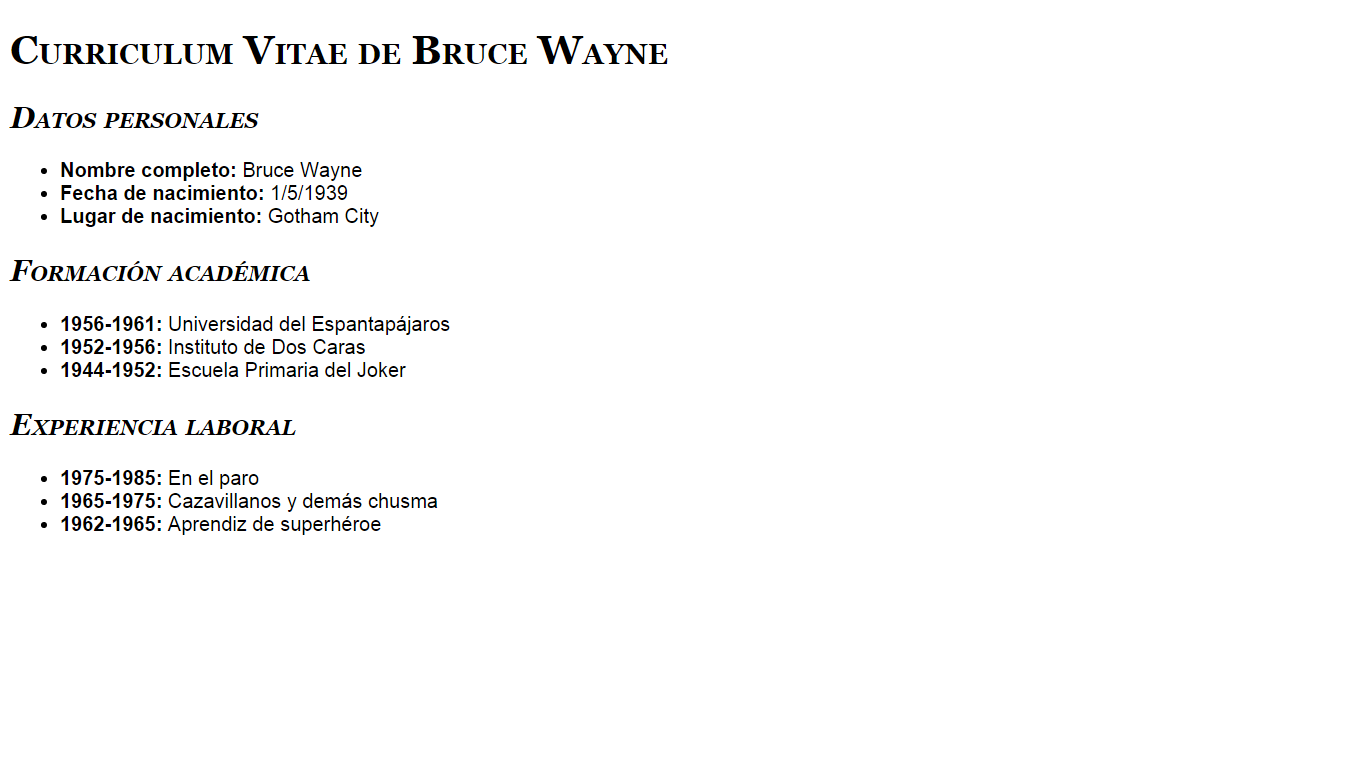 Curriculum Vitae de Bruce Wayne
Datos personales
Nombre completo: Bruce Wayne
Fecha de nacimiento: 1/5/1939
Lugar de nacimiento: Gotham City
Formación académica
1956-1961: Universidad del Espantapájaros
1952-1956: Instituto de Dos Caras
1944-1952: Escuela Primaria del Joker
Experiencia laboral
1975-1985: En el paro
1965-1975: Cazavillanos y demás chusma
1962-1965: Aprendiz de superhéroe